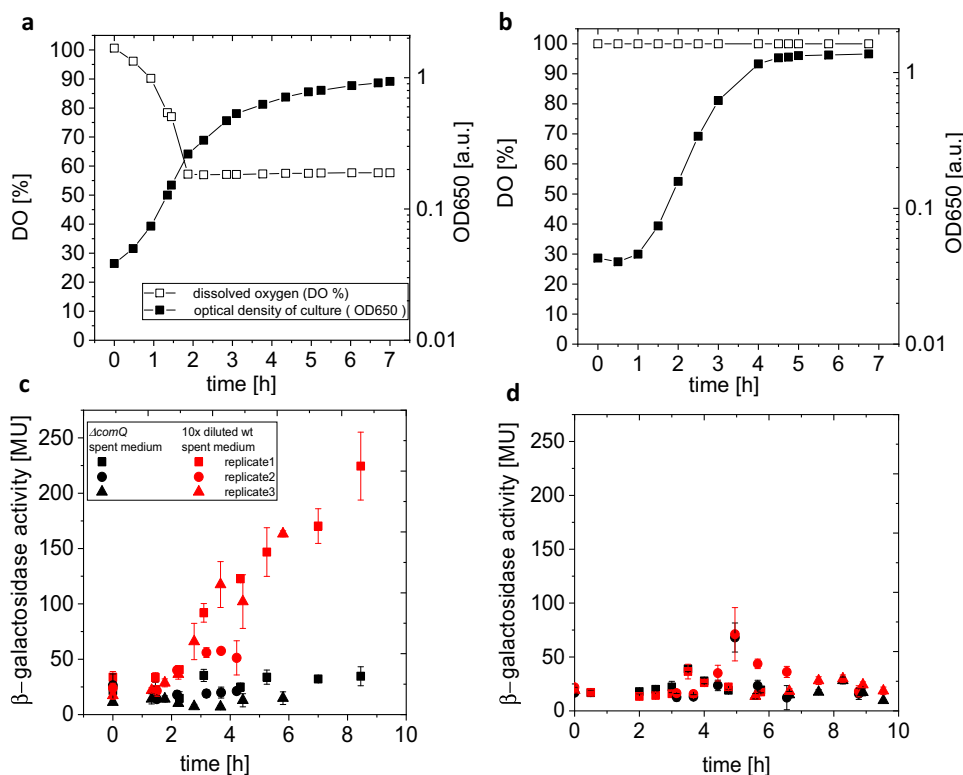 a
b
100
90
80
70
60
50
40
30
20
10
0
DO [%]
1
0.1
0.01
OD650 [a.u.]
dissolved oxygen (DO %)
optical density of culture ( OD650 )
0 1 2 3 4 5 6 7
time [h]
100
90
80
70
60
50
40
30
20
10
0
DO [%]
1
0.1
0.01
OD650 [a.u.]
0 1 2 3 4 5 6 7
time [h]
c
d
250
225
200
175
150
125
100
75
50
25
0
β-galactosidase activity [MU]
ΔcomQ 10x diluted wt
spent medium spent medium
replicate1
replicate2
replicate3
0 2 4 6 8 10
time [h]
250
200
150
100
50
0
β-galactosidase activity [MU]
0 2 4 6 8 10
time [h]